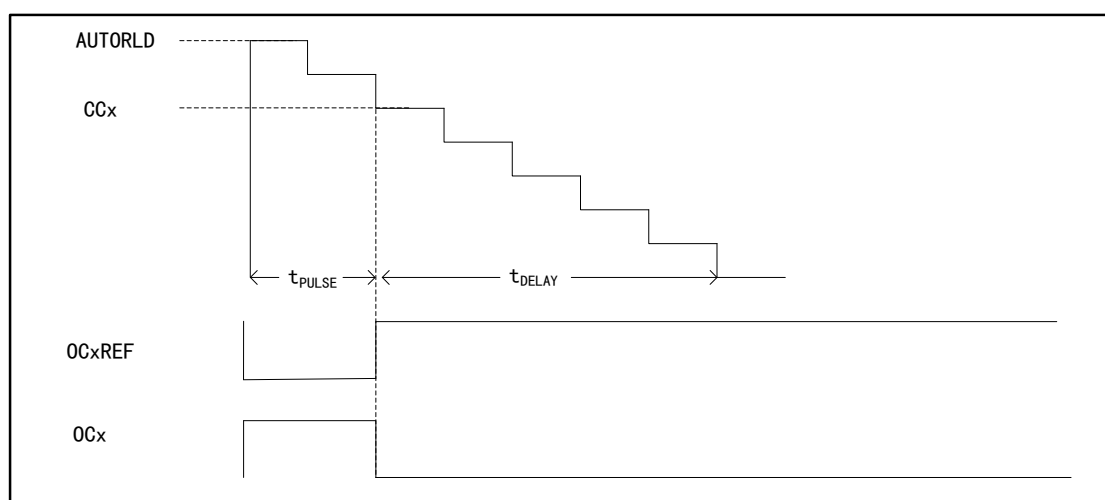 AUTORLD
CCx
tPULSE
tDELAY
OCxREF
OCx